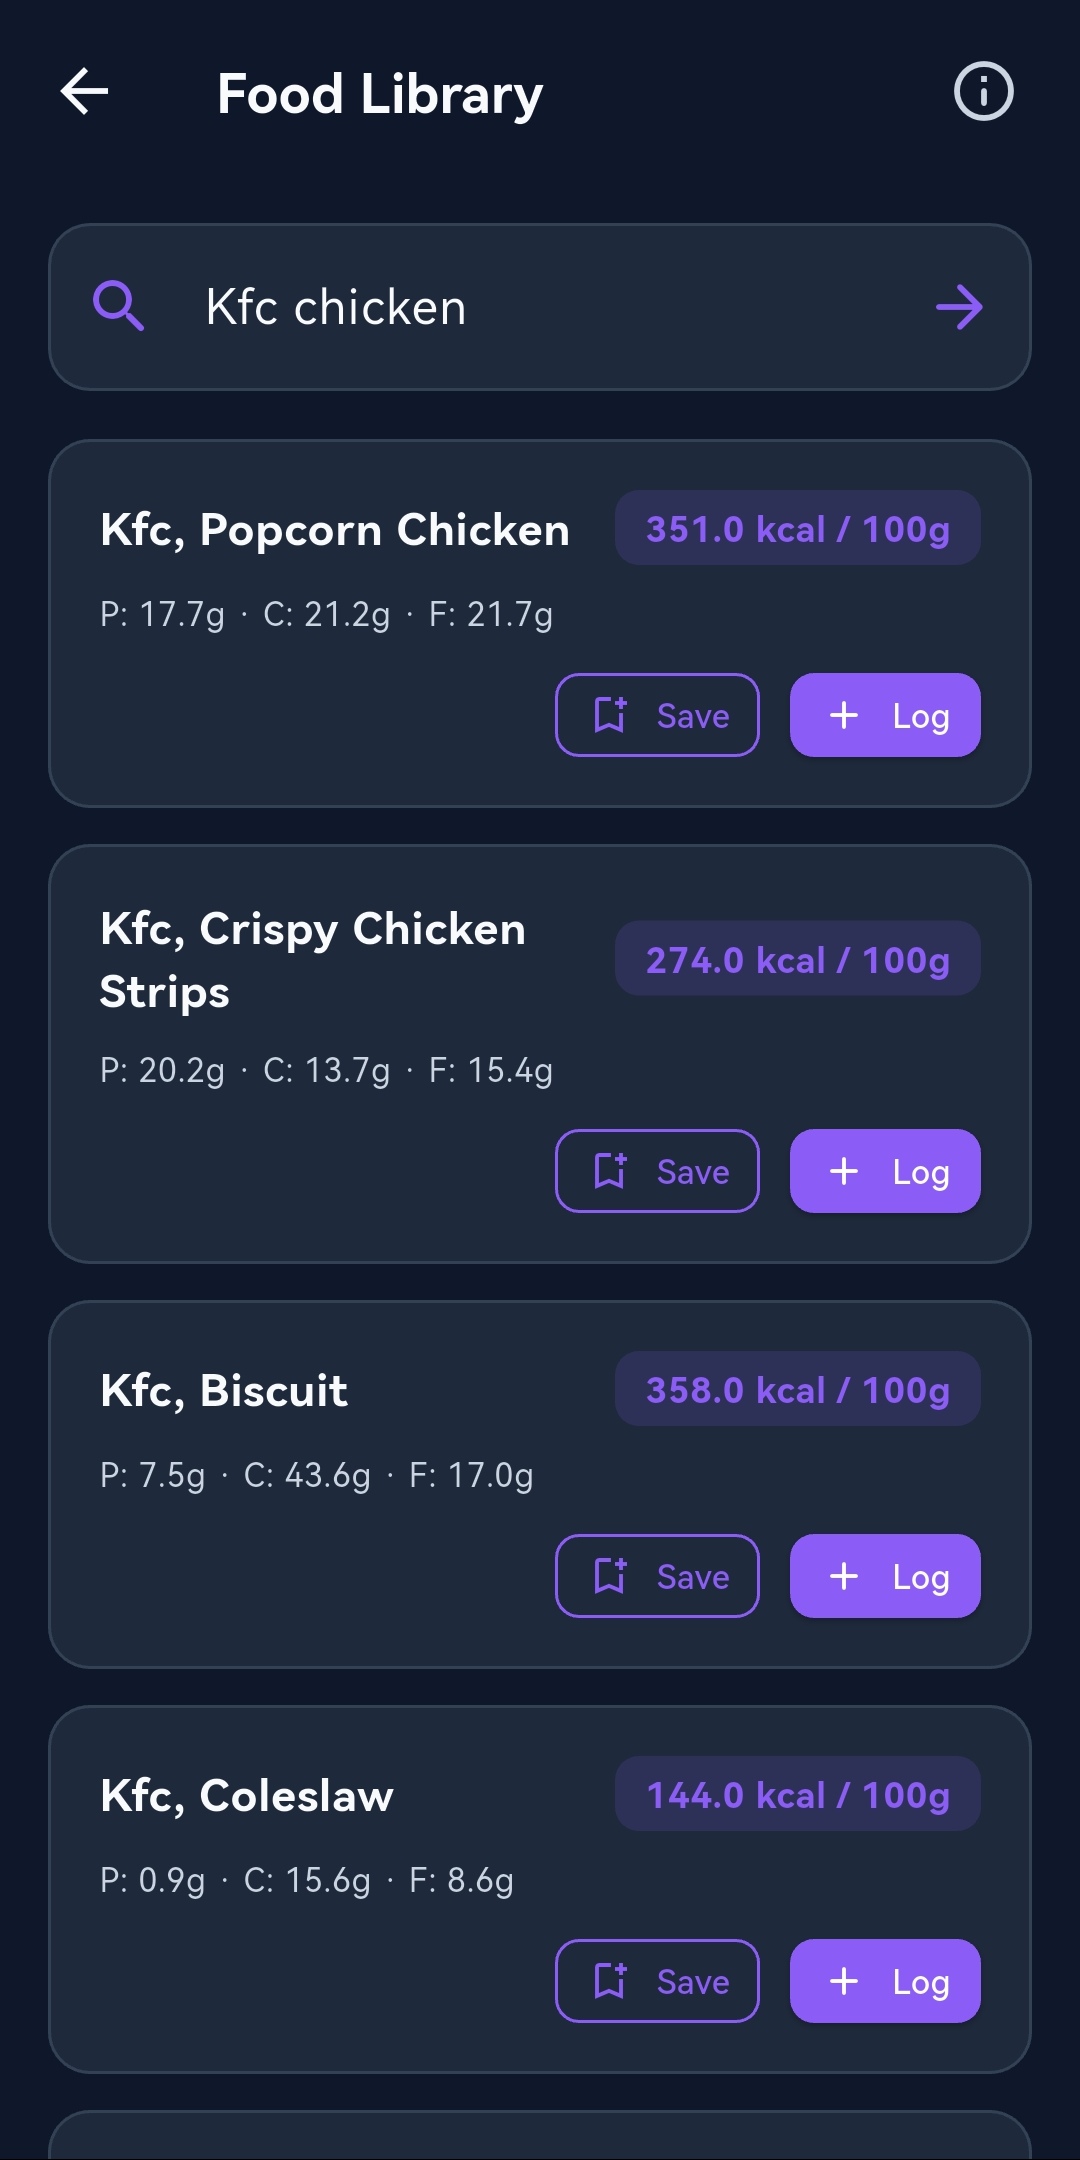 Food Library
Kfc chicken
Kfc, Popcorn Chicken
351.0 kcal / 100g
P: 17.7g · C: 21.2g · F: 21.7g
Save
Log
Kfc, Crispy Chicken
Strips
274.0 kcal / 100g
P: 20.2g · C: 13.7g · F: 15.4g
Save
Log
Kfc, Biscuit
358.0 kcal / 100g
P: 7.5g · C: 43.6g · F: 17.0g
Save
Log
Kfc, Coleslaw
144.0 kcal / 100g
P: 0.9g · C: 15.6g · F: 8.6g
Save
Log